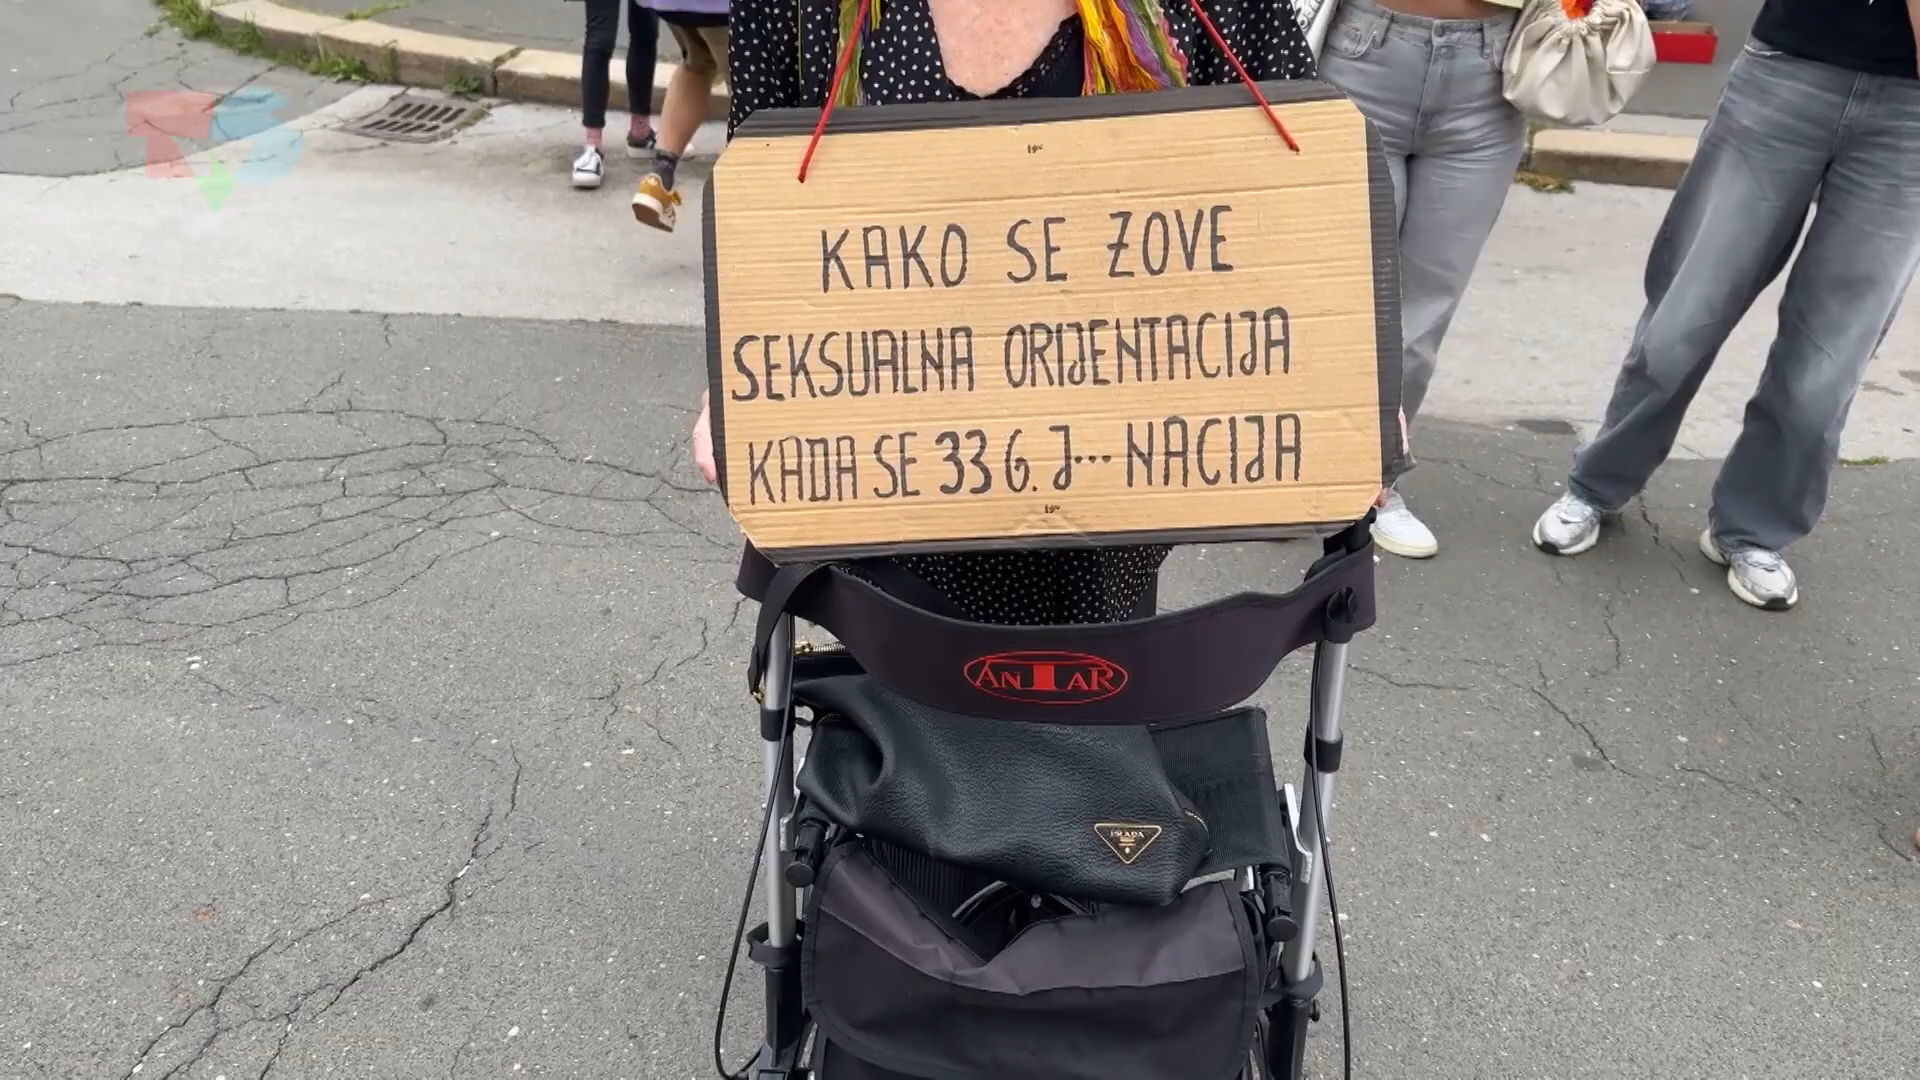 KAKO SE ZOVE
SEKSUALNA ORIJENTACIJA
KADA SE 33 G. J... NACIJA
ANTAR
PRADA